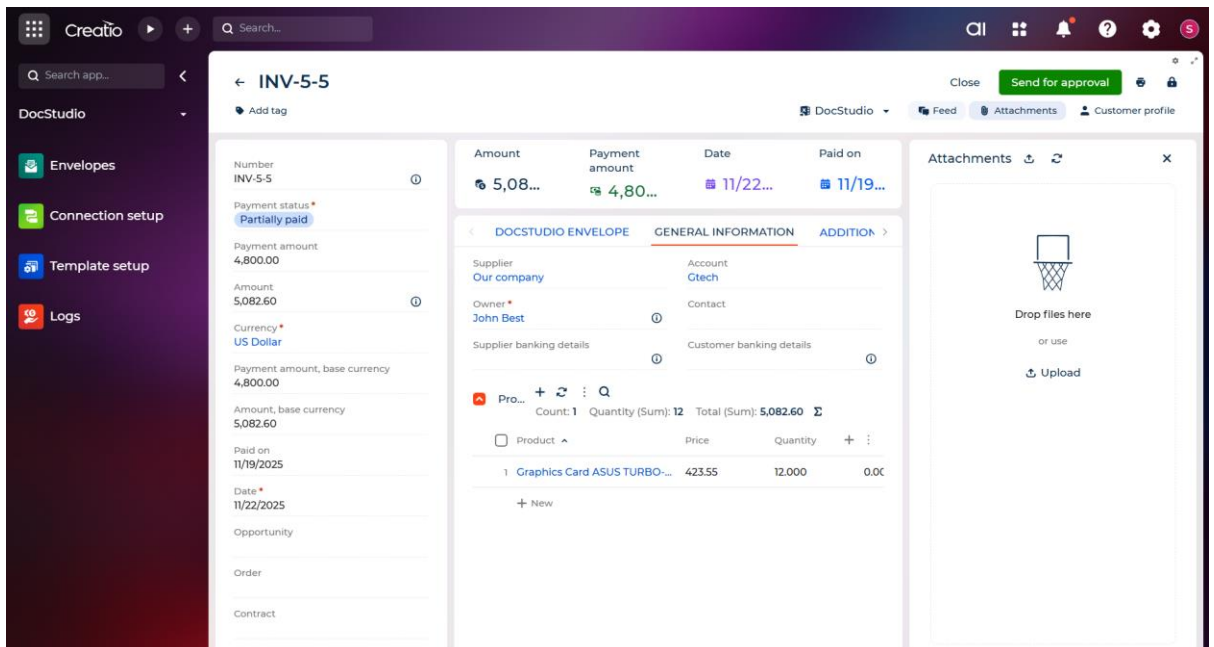 Creatio
Search...
ai
S
Search app...
DocStudio
Envelopes
Connection setup
Template setup
Logs
INV-5-5
Close
Send for approval
Add tag
DocStudio
Feed
Attachments
Customer profile
Number
INV-5-5
Payment status*
Partially paid
Payment amount
4,800.00
Amount
5,082.60
Currency*
US Dollar
Payment amount, base currency
4,800.00
Amount, base currency
5,082.60
Paid on
11/19/2025
Date*
11/22/2025
Opportunity
Order
Contract
Amount
5,08...
Payment
amount
4,80...
Date
11/22...
Paid on
11/19...
DOCSTUDIO ENVELOPE GENERAL INFORMATION ADDITION
Supplier
Our company
Account
Gtech
Owner*
John Best
Contact
Supplier banking details
Customer banking details
Pro...
Count: 1 Quantity (Sum): 12 Total (Sum): 5,082.60 Σ
Product Price Quantity
1 Graphics Card ASUS TURBO-... 423.55 12.000 0.00
+ New
Attachments
Drop files here
or use
Upload